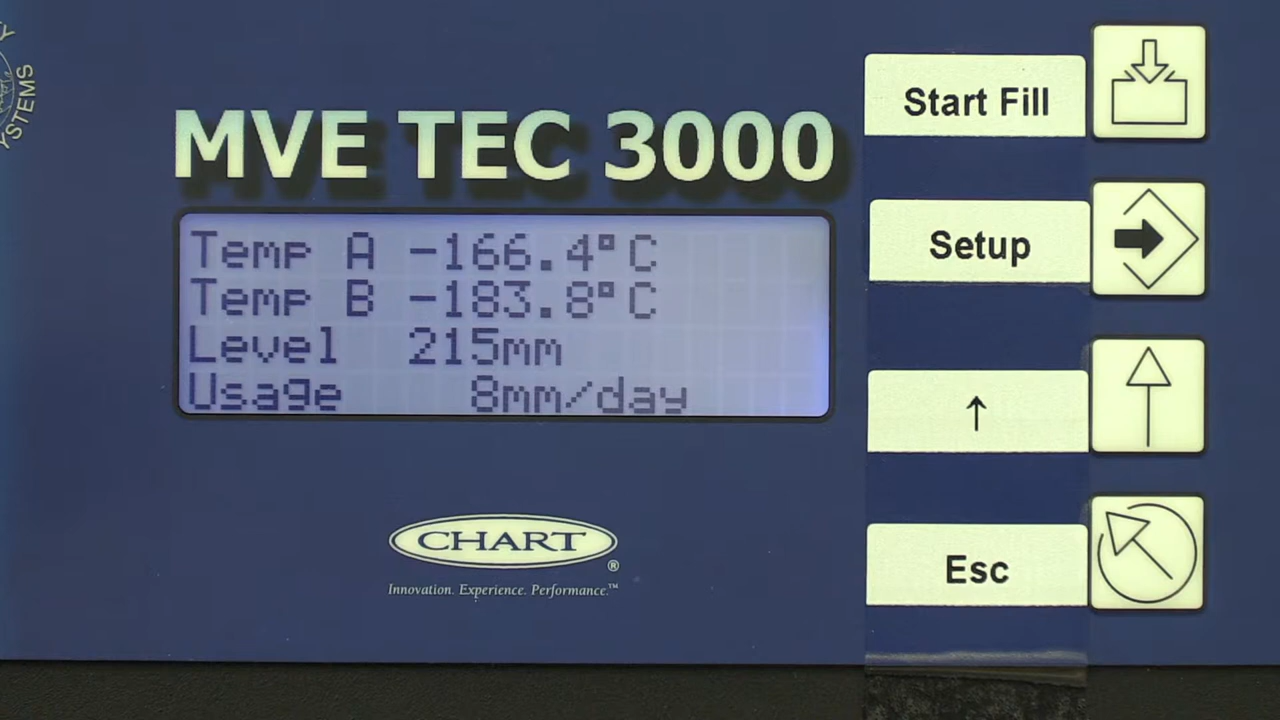 YSTEMS
MVE TEC 3000
Temp A -166.4°C
Temp B -183.8°C
Level 215mm
Usage 8mm/day
CHART®
Innovation. Experience. Performance.™
Start Fill
Setup
↑
Esc